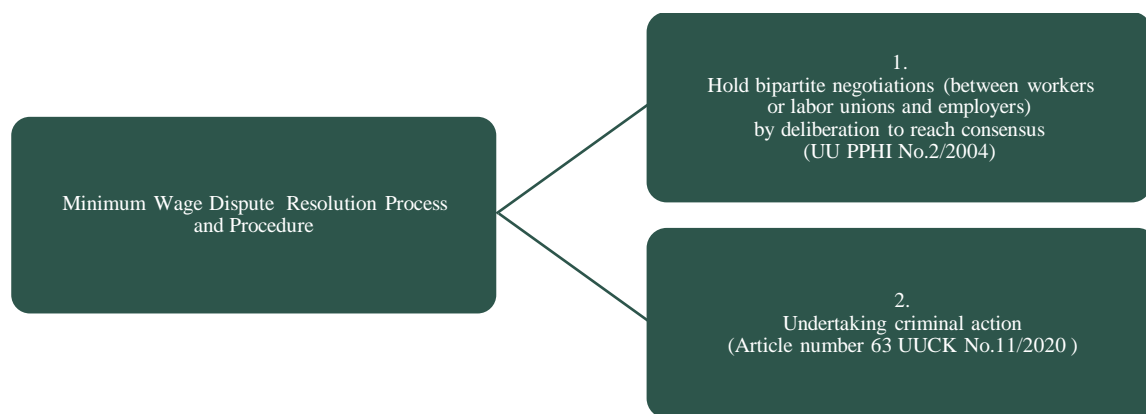 Minimum Wage Dispute Resolution Process
and Procedure
1.
Hold bipartite negotiations (between workers
or labor unions and employers)
by deliberation to reach consensus
(UU PPHI No.2/2004)
2.
Undertaking criminal action
(Article number 63 UUCK No.11/2020 )